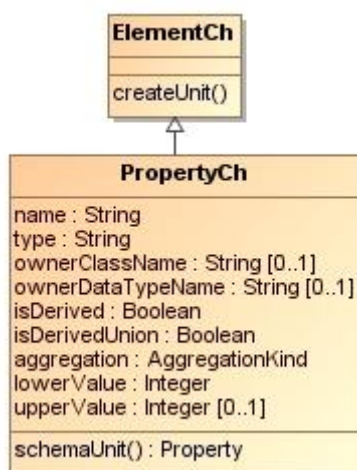 ElementCh
createUnit()
PropertyCh
name : String
type : String
ownerClassName : String [0..1]
ownerDataTypeName : String [0..1]
isDerived : Boolean
isDerivedUnion : Boolean
aggregation : AggregationKind
lowerValue : Integer
upperValue : Integer [0..1]
schemaUnit() : Property